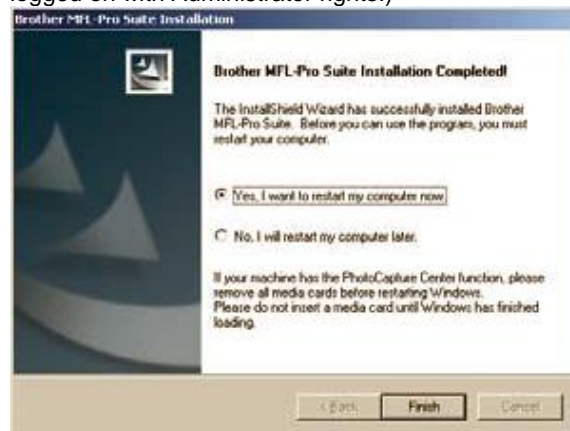 logged on with Administrator rights.)
Brother MFL-Pro Suite Installation
Brother MFL-Pro Suite Installation Completed!
The InstallShield Wizard has successfully installed Brother
MFL-Pro Suite. Before you can use the program, you must
restart your computer.
Yes, I want to restart my computer now.
No, I will restart my computer later.
If your machine has the PhotoCapture Center function, please
remove all media cards before restarting Windows.
Please do not insert a media card until Windows has finished
loading.
< Back Finish Cancel